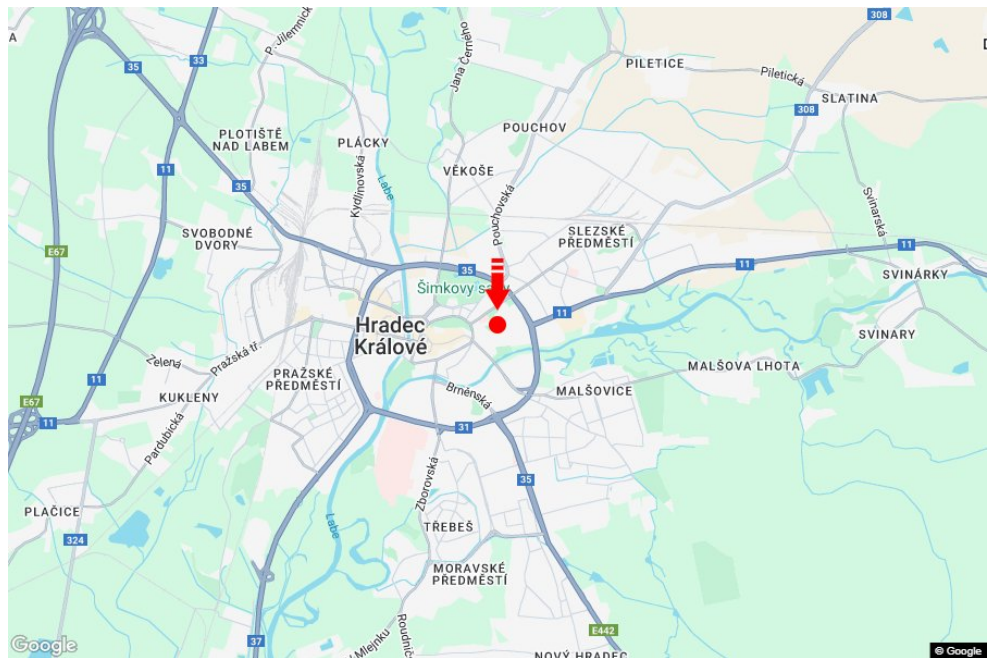 308
A
P. Jilemnick
33
35
Jana Černého
PILETICE
Piletická
D
SLATINA
308
PLOTIŠTĚ
NAD LABEM
PLÁCKY
POUCHOV
11
VĚKOŠE
35
Kydlinovská
Labe
Pouchovská
Svinarská
SVOBODNÉ
DVORY
SLEZSKÉ
PŘEDMĚSTÍ
E67
11
35
11
SVINÁRKY
Šimkovy sady
11
Hradec
Králové
SVINARY
Zelená
Pražská tř.
MALŠOVA LHOTA
PRAŽSKÉ
PŘEDMĚSTÍ
11
Brněnská
MALŠOVICE
KUKLENY
E67
11
31
Pardubická
Zborovská
35
PLAČICE
Labe
TŘEBEŠ
324
MORAVSKÉ
PŘEDMĚSTÍ
Mlejnku
Roudnič
E442
37
NOVÝ HRADEC
Google
© Google